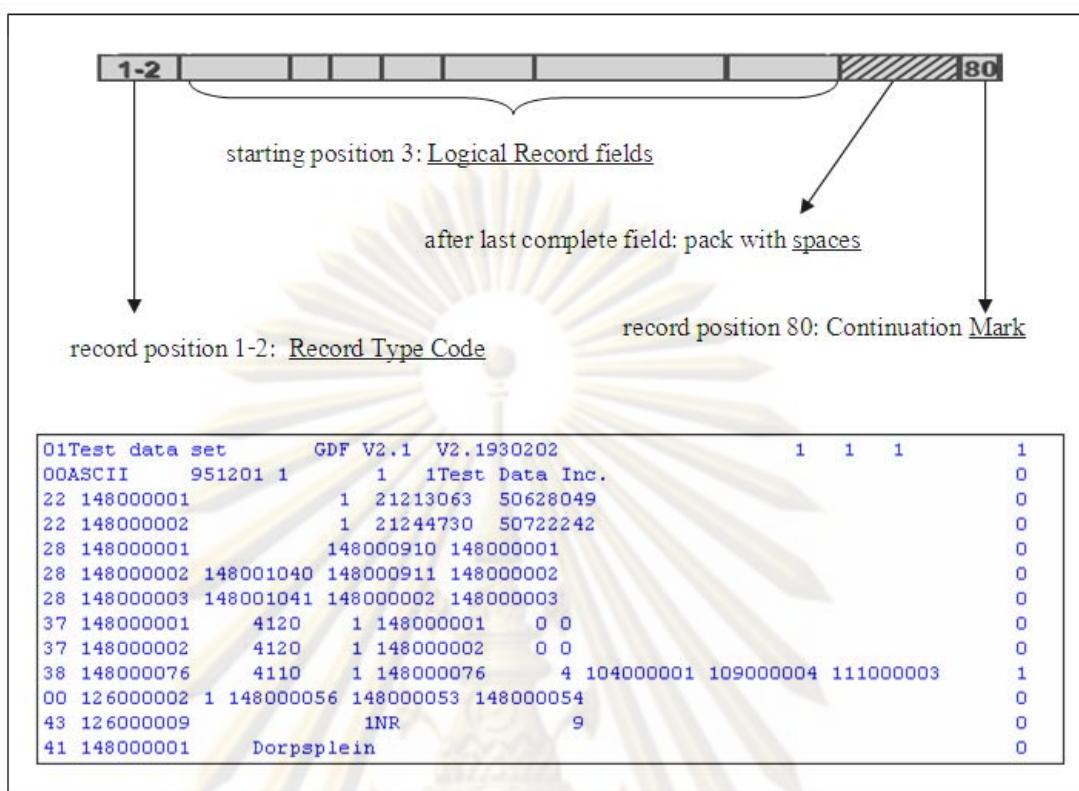 1-2 80
starting position 3: Logical Record fields
after last complete field: pack with spaces
record position 80: Continuation Mark
record position 1-2: Record Type Code
01Test data set       GDF V2.1  V2.1930202                       1   1   1           1
00ASCII      951201 1         1   1Test Data Inc.                                        0
22 148000001               1  21213063  50628049                                     0
22 148000002               1  21244730  50722242                                     0
28 148000001              148000910 148000001                                        0
28 148000002 148001040 148000911 148000002                                        0
28 148000003 148001041 148000002 148000003                                        0
37 148000001      4120     1 148000001     0 0                                       0
37 148000002      4120     1 148000002     0 0                                       0
38 148000076      4110     1 148000076       4 104000001 109000004 111000003       1
00 126000002 1 148000056 148000053 148000054                                       0
43 126000009                 1NR                 9                                     0
41 148000001      Dorpsplein                                                         0